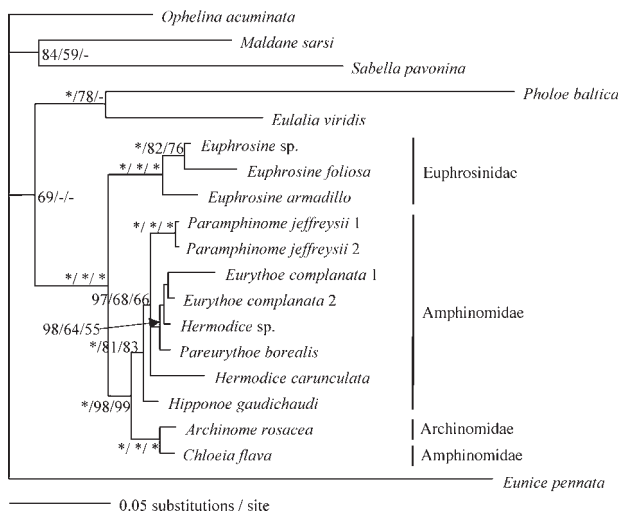 Ophelina acuminata
Maldane sarsi
84/59/-
Sabella pavonina
*/78/-
Pholoe baltica
Eulalia viridis
*/82/76
Euphrosine sp.
*/ */ *
Euphrosine foliosa
Euphrosinidae
69/-/-
Euphrosine armadillo
*/ */ *
Paramphinome jeffreysii 1
Paramphinome jeffreysii 2
*/ */ *
Eurythoe complanata 1
97/68/66
Eurythoe complanata 2
Amphinomidae
98/64/55
Hermodice sp.
*/81/83
Pareurythoe borealis
Hermodice carunculata
*/98/99
Hipponoe gaudichaudi
Archinome rosacea
Archinomidae
*/ */ *
Chloeia flava
Amphinomidae
Eunice pennata
0.05 substitutions / site